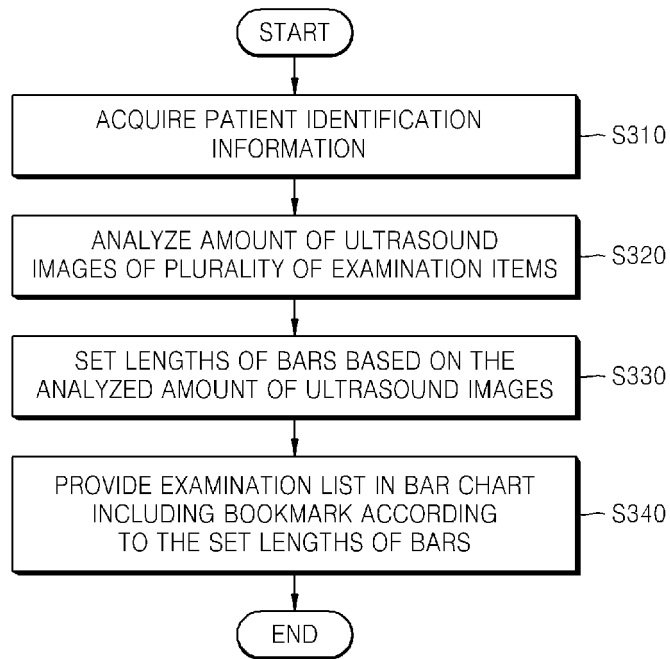 START
ACQUIRE PATIENT IDENTIFICATION
INFORMATION
S310
ANALYZE AMOUNT OF ULTRASOUND
IMAGES OF PLURALITY OF EXAMINATION ITEMS
S320
SET LENGTHS OF BARS BASED ON THE
ANALYZED AMOUNT OF ULTRASOUND IMAGES
S330
PROVIDE EXAMINATION LIST IN BAR CHART
INCLUDING BOOKMARK ACCORDING
TO THE SET LENGTHS OF BARS
S340
END